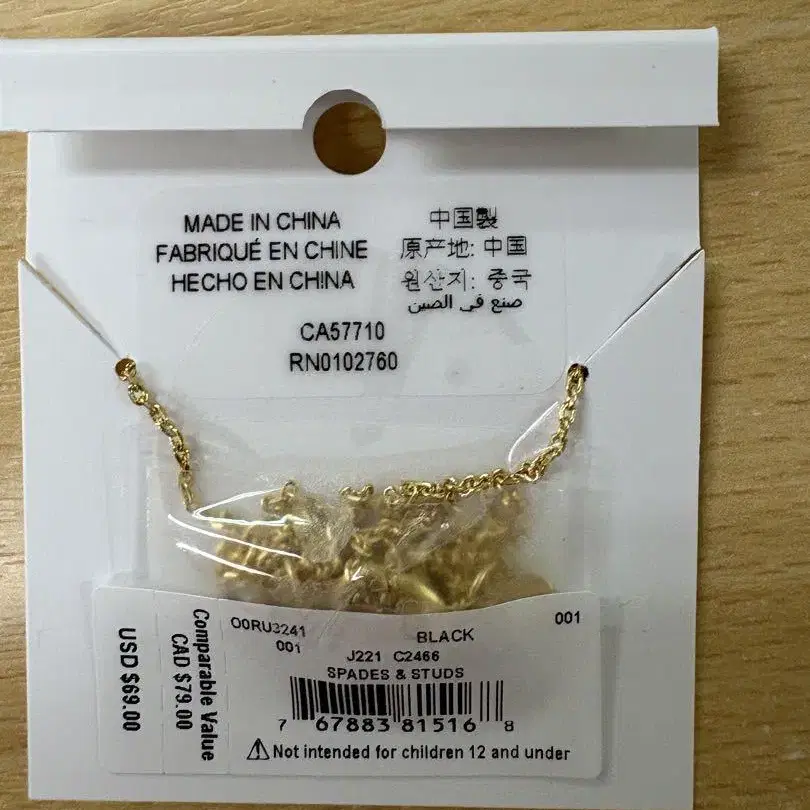 MADE IN CHINA
FABRIQUÉ EN CHINE
HECHO EN CHINA
中国製
原产地: 中国
원산지: 중국
صنع في الصين
CA57710
RN0102760
O0RU3241
001
BLACK
001
J221 C2466
SPADES & STUDS
7 67883 81516 8
⚠Not intended for children 12 and under
Comparable Value
CAD $79.00
USD $69.00